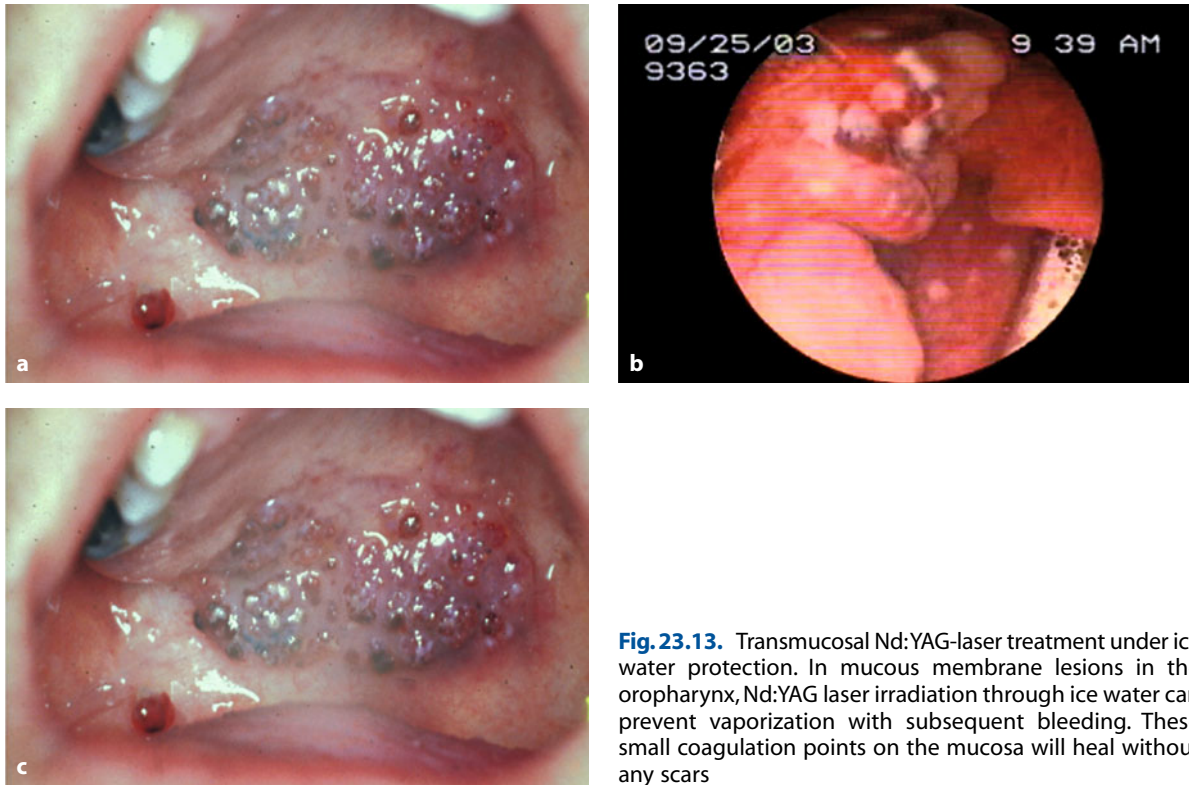 a
09/25/03 9 39 AM
9363
b
c
Fig. 23.13. Transmucosal Nd:YAG-laser treatment under ic
water protection. In mucous membrane lesions in th
oropharynx, Nd:YAG laser irradiation through ice water ca
prevent vaporization with subsequent bleeding. Thes
small coagulation points on the mucosa will heal withou
any scars